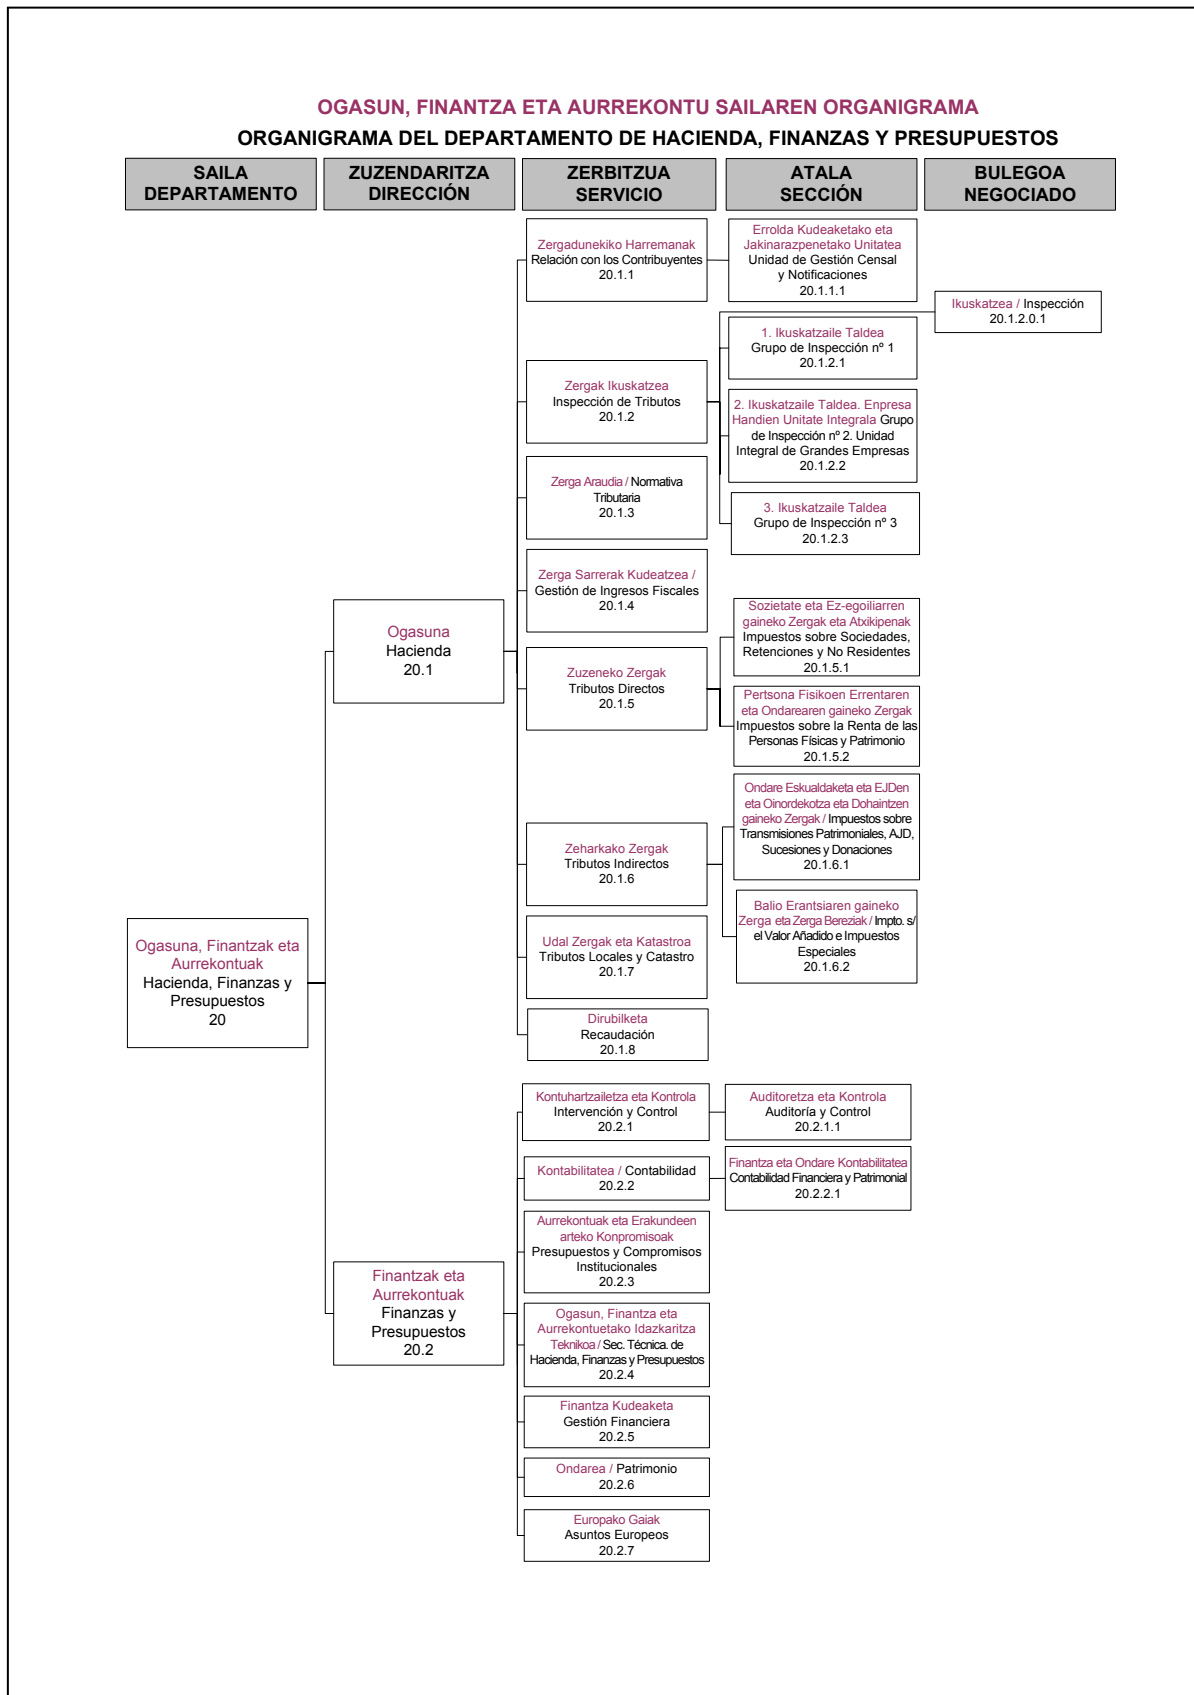 OGASUN, FINANTZA ETA AURREKONTU SAILAREN ORGANIGRAMA
ORGANIGRAMA DEL DEPARTAMENTO DE HACIENDA, FINANZAS Y PRESUPUESTOS
SAILA
DEPARTAMENTO
ZUZENDARITZA
DIRECCIÓN
ZERBITZUA
SERVICIO
ATALA
SECCIÓN
BULEGOA
NEGOCIADO
Ogasuna, Finantzak eta
Aurrekontuak
Hacienda, Finanzas y
Presupuestos
20
Ogasuna
Hacienda
20.1
Zergadunekiko Harremanak
Relación con los Contribuyentes
20.1.1
Errolda Kudeaketako eta
Jakinarazpenetako Unitatea
Unidad de Gestión Censal
y Notificaciones
20.1.1.1
Zergak Ikuskatzea
Inspección de Tributos
20.1.2
Ikuskatzea / Inspección
20.1.2.0.1
1. Ikuskatzaile Taldea
Grupo de Inspección nº 1
20.1.2.1
2. Ikuskatzaile Taldea. Enpresa
Handien Unitate Integrala Grupo
de Inspección nº 2. Unidad
Integral de Grandes Empresas
20.1.2.2
3. Ikuskatzaile Taldea
Grupo de Inspección nº 3
20.1.2.3
Zerga Araudia / Normativa
Tributaria
20.1.3
Zerga Sarrerak Kudeatzea /
Gestión de Ingresos Fiscales
20.1.4
Zuzeneko Zergak
Tributos Directos
20.1.5
Sozietate eta Ez-egoiliarren
gaineko Zergak eta Atxikipenak
Impuestos sobre Sociedades,
Retenciones y No Residentes
20.1.5.1
Pertsona Fisikoen Errentaren
eta Ondarearen gaineko Zergak
Impuestos sobre la Renta de las
Personas Físicas y Patrimonio
20.1.5.2
Zeharkako Zergak
Tributos Indirectos
20.1.6
Ondare Eskualdaketa eta EJDen
eta Oinordekotza eta Dohaintzen
gaineko Zergak / Impuestos sobre
Transmisiones Patrimoniales, AJD,
Sucesiones y Donaciones
20.1.6.1
Balio Erantsiaren gaineko
Zerga eta Zerga Bereziak / Impto. s/
el Valor Añadido e Impuestos
Especiales
20.1.6.2
Udal Zergak eta Katastroa
Tributos Locales y Catastro
20.1.7
Dirubilketa
Recaudación
20.1.8
Finantzak eta
Aurrekontuak
Finanzas y
Presupuestos
20.2
Kontuhartzailetza eta Kontrola
Intervención y Control
20.2.1
Auditoretza eta Kontrola
Auditoría y Control
20.2.1.1
Kontabilitatea / Contabilidad
20.2.2
Finantza eta Ondare Kontabilitatea
Contabilidad Financiera y Patrimonial
20.2.2.1
Aurrekontuak eta Erakundeen
arteko Konpromisoak
Presupuestos y Compromisos
Institucionales
20.2.3
Ogasun, Finantza eta
Aurrekontuetako Idazkaritza
Teknikoa / Sec. Técnica. de
Hacienda, Finanzas y Presupuestos
20.2.4
Finantza Kudeaketa
Gestión Financiera
20.2.5
Ondarea / Patrimonio
20.2.6
Europako Gaiak
Asuntos Europeos
20.2.7